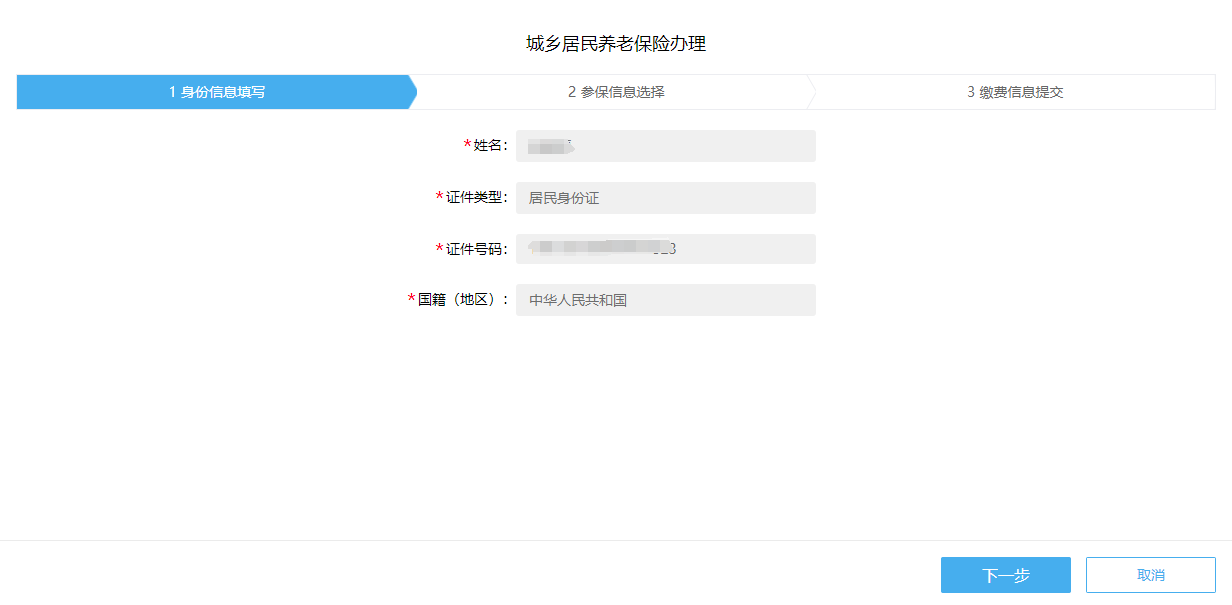 城乡居民养老保险办理
1 身份信息填写
2 参保信息选择
3 缴费信息提交
*姓名：
*证件类型： 居民身份证
*证件号码：
*国籍（地区）： 中华人民共和国
下一步
取消